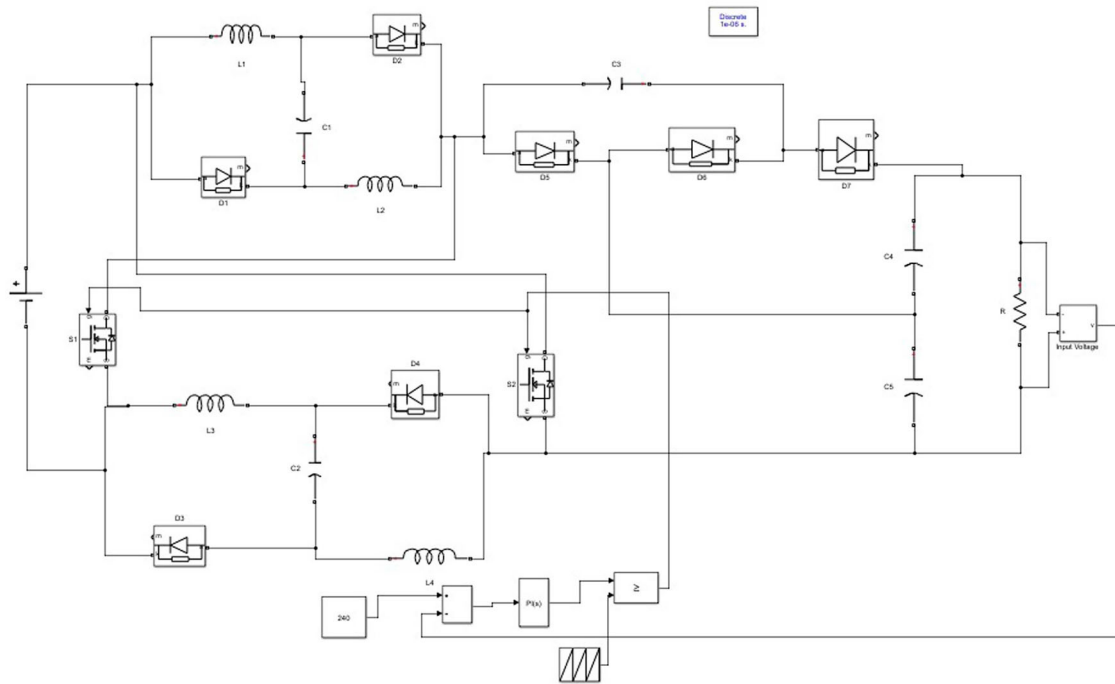 Discrete
1e-06 s.
m
D2
L1
C3
C1
m
D5
m
D6
m
D7
m
D1
L2
C4
R
-
+
v
Input Voltage
S1
E
D4
m
S2
E
C5
L3
C2
D3
m
L4
240
+
-
PI(s)